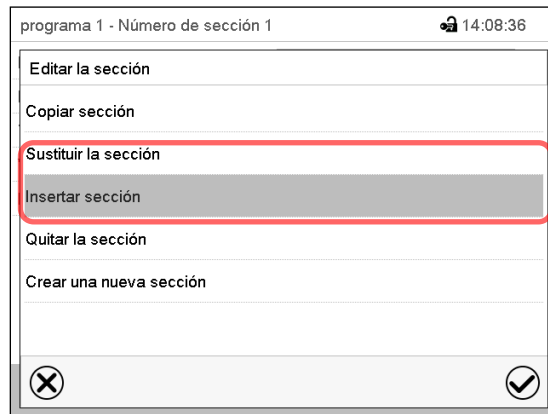 programa 1 - Número de sección 1 14:08:36
Editar la sección
Copiar sección
Sustituir la sección
Insertar sección
Quitar la sección
Crear una nueva sección